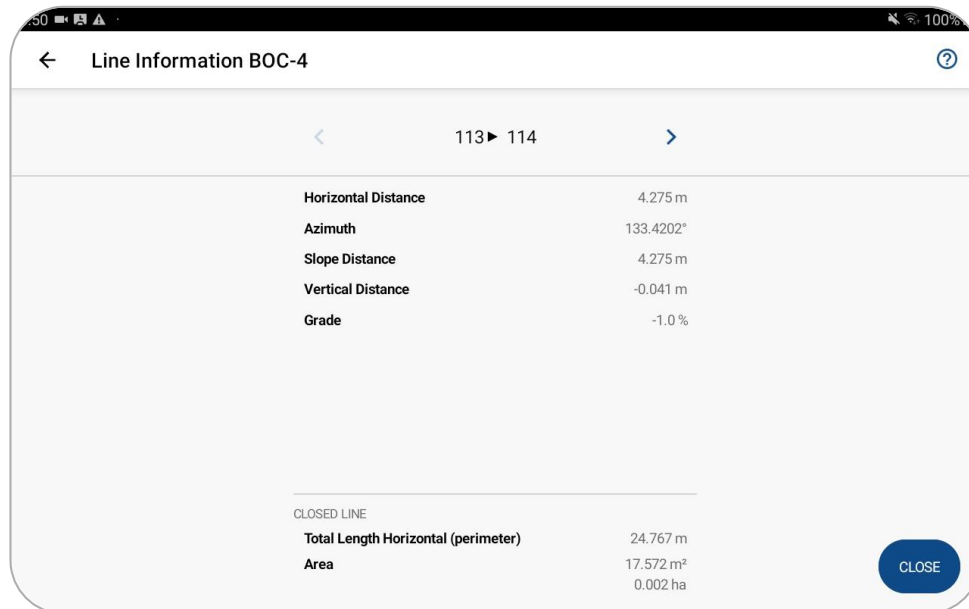 :50
100%
Line Information BOC-4
113 ▶ 114
Horizontal Distance 4.275 m
Azimuth 133.4202°
Slope Distance 4.275 m
Vertical Distance -0.041 m
Grade -1.0 %
CLOSED LINE
Total Length Horizontal (perimeter) 24.767 m
Area 17.572 m²
0.002 ha
CLOSE